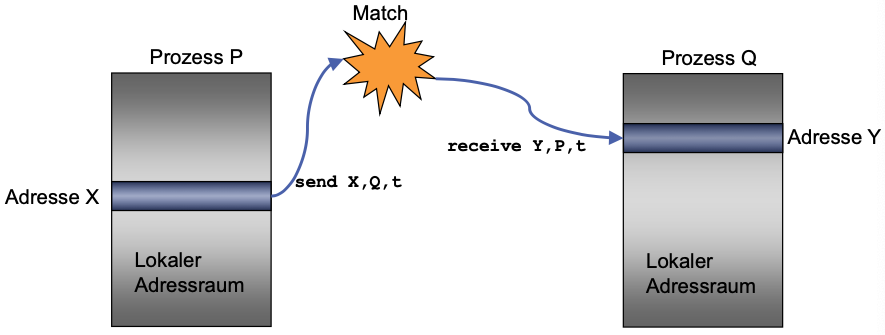 Match
Prozess P
Prozess Q
Adresse Y
receive Y,P,t
send X,Q,t
Adresse X
Lokaler
Adressraum
Lokaler
Adressraum